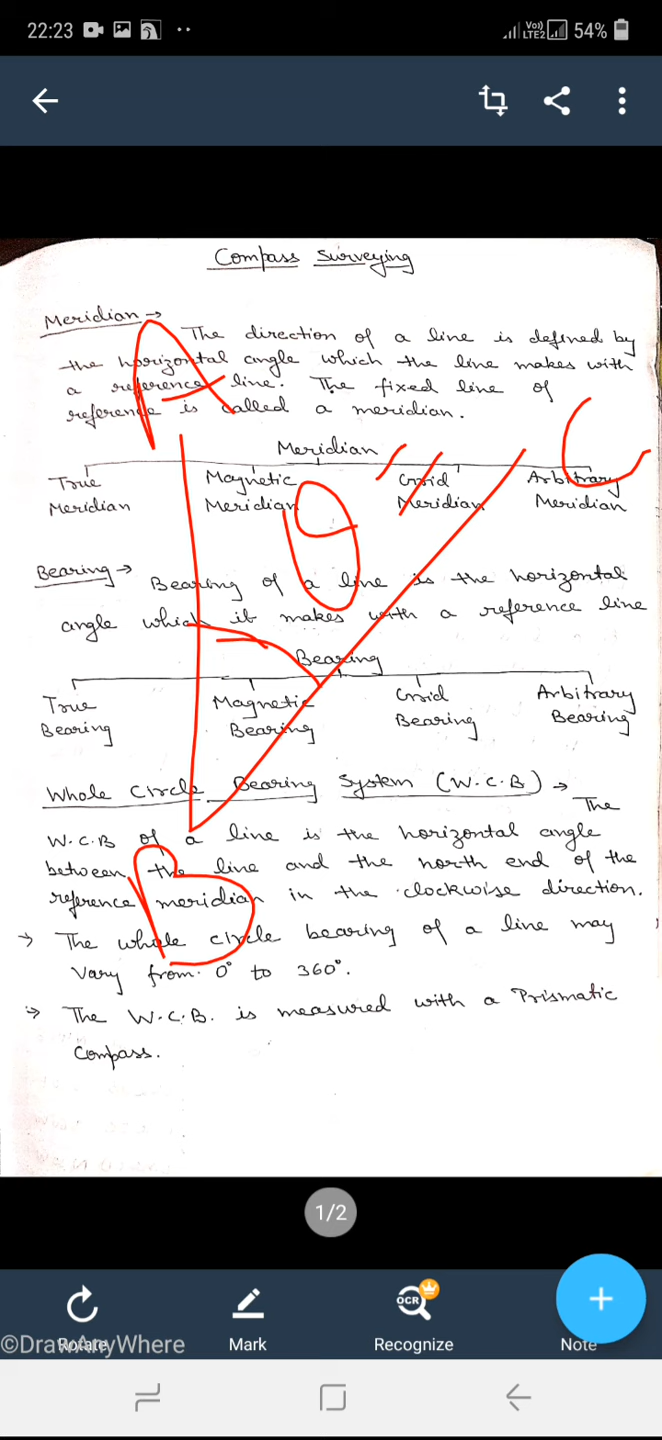 22:23
Vo)) LTE2 54%
Compass Surveying
Meridian →
The direction of a line is defined by
the horizontal angle which the line makes with
a reference line. The fixed line of
reference is called a meridian.
Meridian
True Meridian
Magnetic Meridian
Grid Meridian
Arbitrary Meridian
A
C
θ
Bearing →
Bearing of a line is the horizontal
angle which it makes with a reference line
Bearing
True Bearing
Magnetic Bearing
Grid Bearing
Arbitrary Bearing
Whole Circle Bearing System (W.C.B) →
The
W.C.B of a line is the horizontal angle
between the line and the north end of the
reference meridian in the clockwise direction.
B
→ The whole circle bearing of a line may
vary from 0° to 360°.
→ The W.C.B. is measured with a Prismatic
Compass.
1/2
OCR
+
Rotate
Mark
Recognize
Note
©DrawAnyWhere